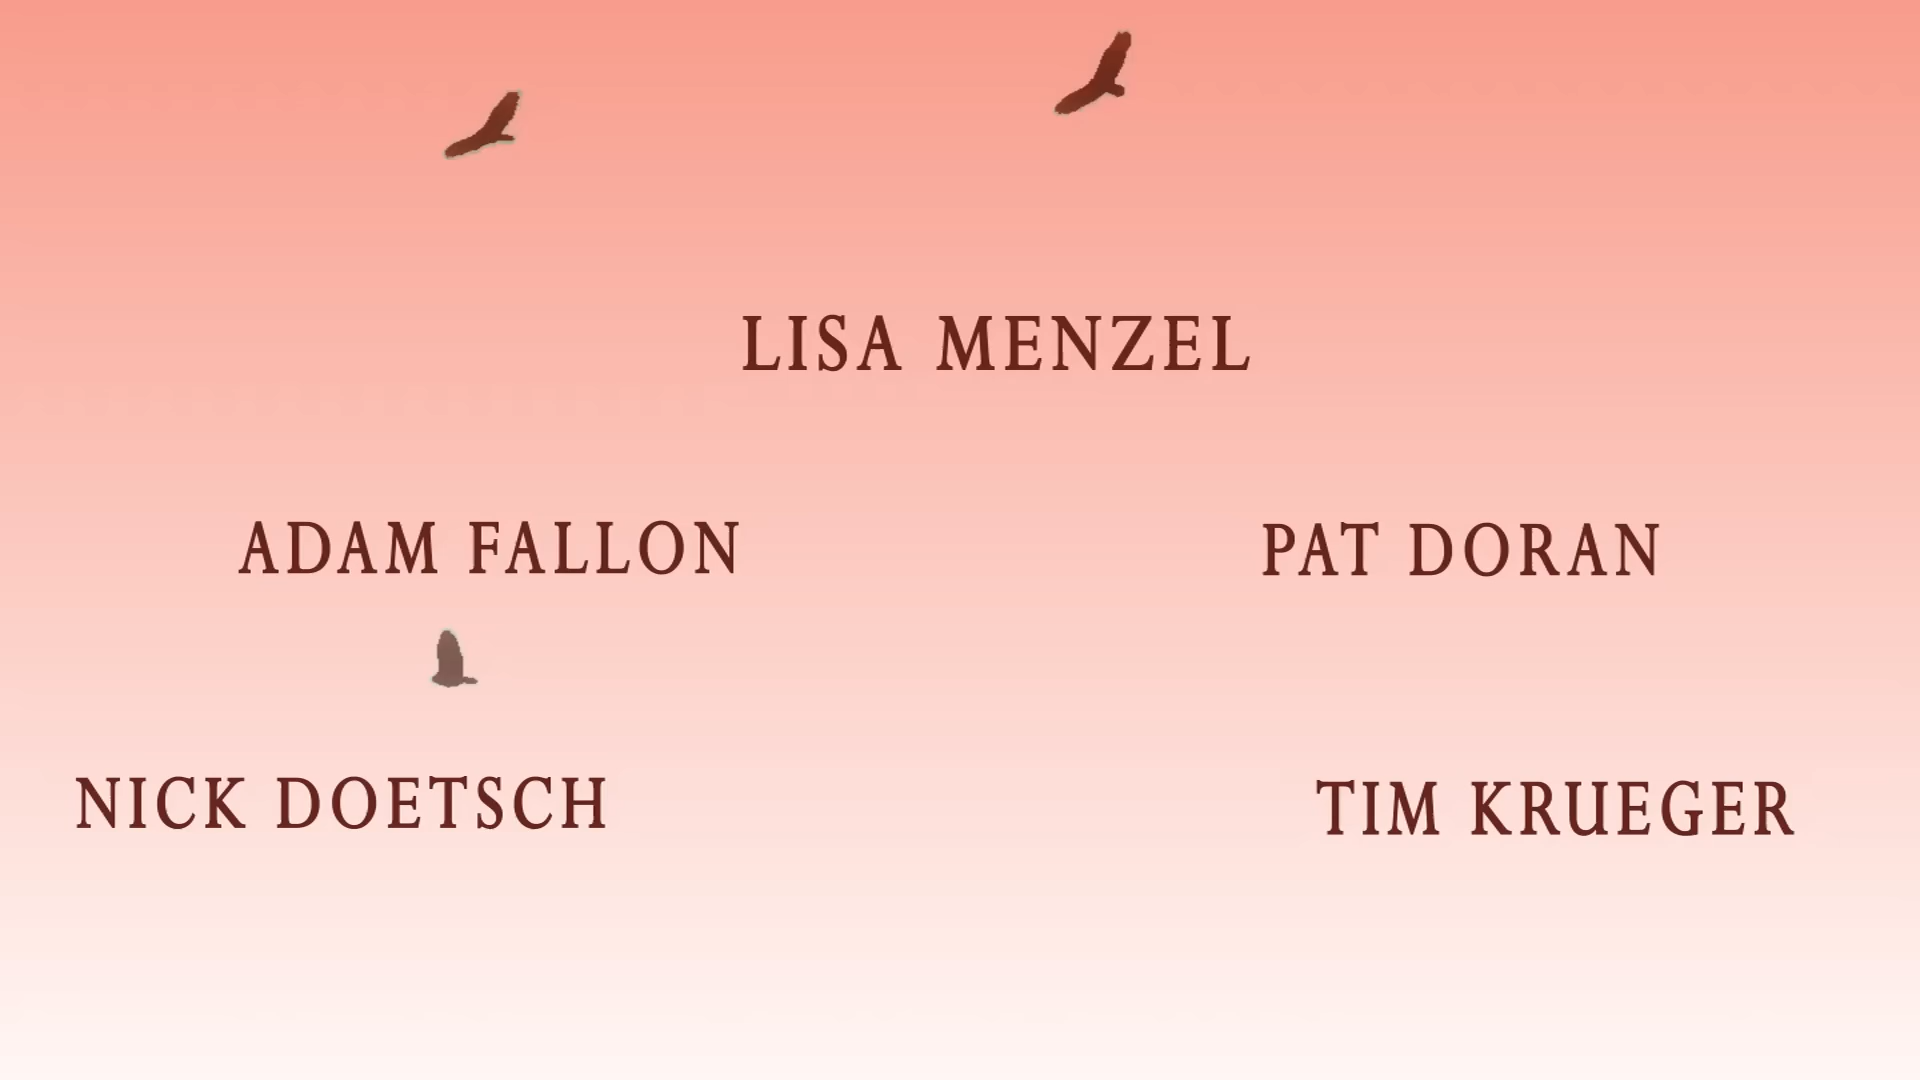 LISA MENZEL
ADAM FALLON
PAT DORAN
NICK DOETSCH
TIM KRUEGER